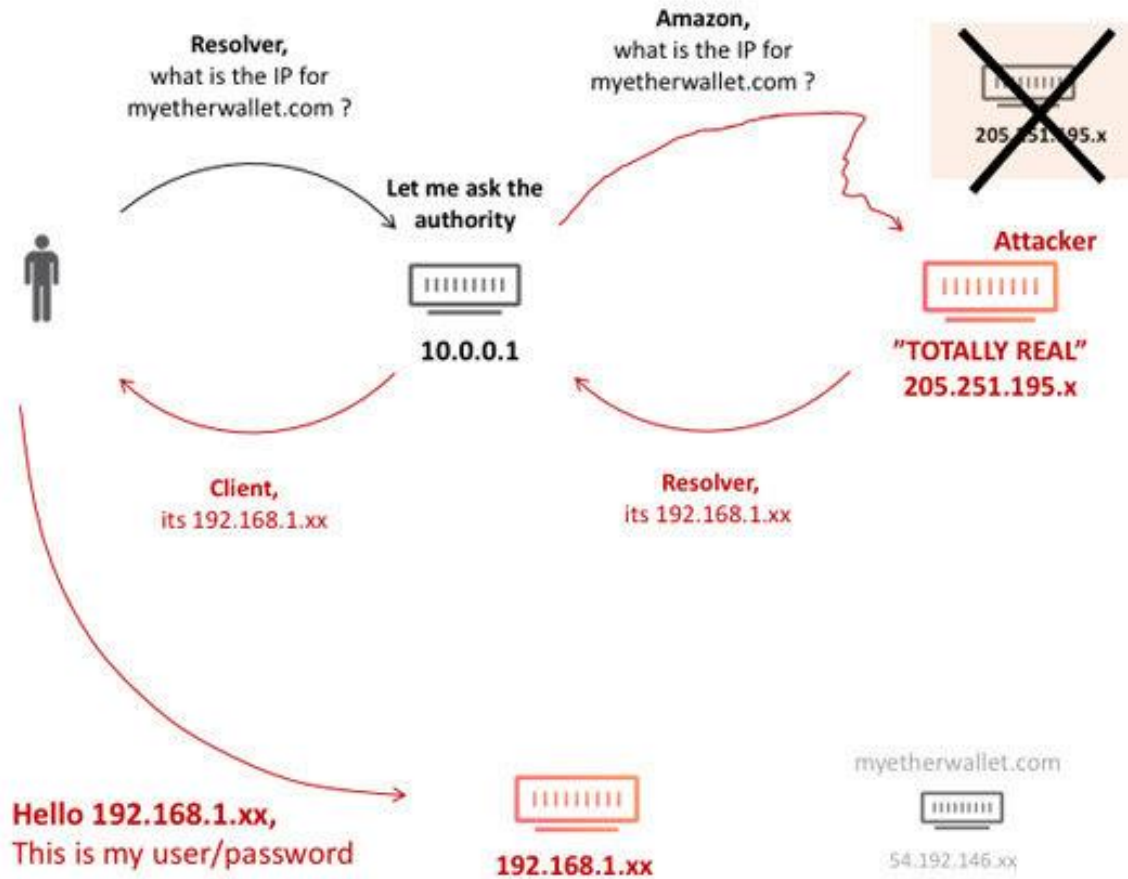 Resolver,
what is the IP for
myetherwallet.com ?
Amazon,
what is the IP for
myetherwallet.com ?
205.251.195.x
Let me ask the
authority
10.0.0.1
Attacker
"TOTALLY REAL"
205.251.195.x
Client,
its 192.168.1.xx
Resolver,
its 192.168.1.xx
Hello 192.168.1.xx,
This is my user/password
192.168.1.xx
myetherwallet.com
54.192.146.xx